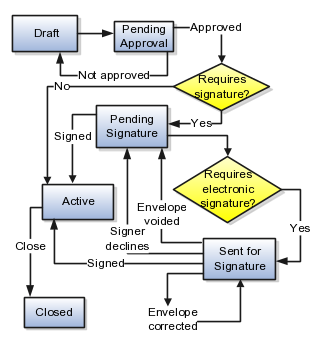 Draft
Pending
Approval
Approved
Not approved
No
Requires
signature?
Yes
Pending
Signature
Signed
Requires
electronic
signature?
Active
Envelope
voided
Signer
declines
Yes
Close
Signed
Sent for
Signature
Closed
Envelope
corrected